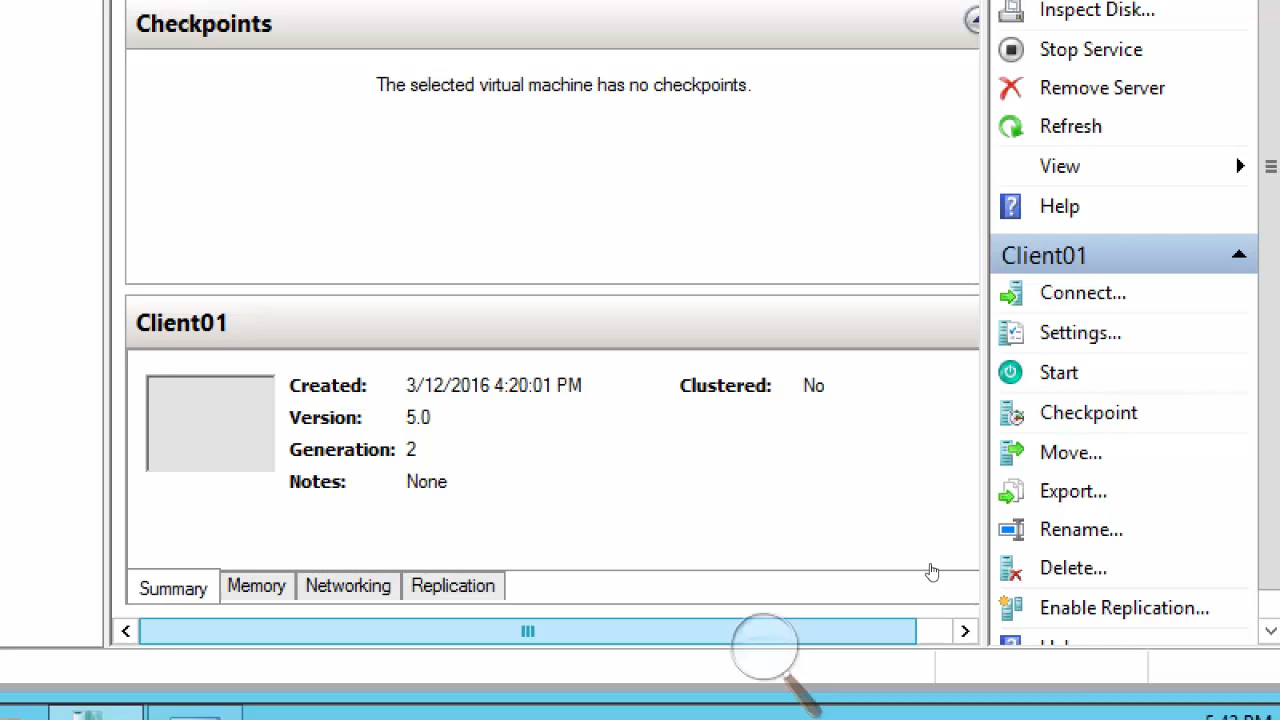 Checkpoints
The selected virtual machine has no checkpoints.
Client01
Created: 3/12/2016 4:20:01 PM Clustered: No
Version: 5.0
Generation: 2
Notes: None
Summary Memory Networking Replication
Inspect Disk...
Stop Service
Remove Server
Refresh
View
Help
Client01
Connect...
Settings...
Start
Checkpoint
Move...
Export...
Rename...
Delete...
Enable Replication...